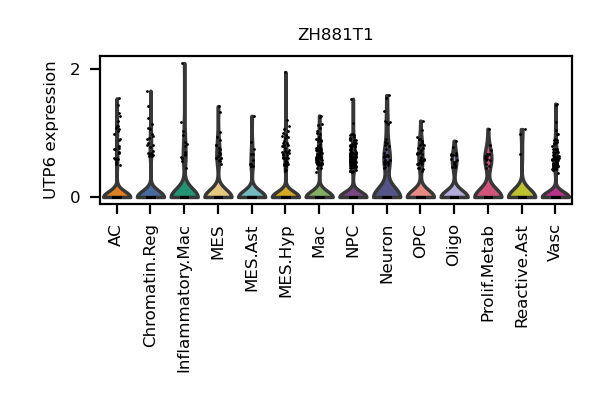 ZH881T1
UTP6 expression
2
0
AC
Chromatin.Reg
Inflammatory.Mac
MES
MES.Ast
MES.Hyp
Mac
NPC
Neuron
OPC
Oligo
Prolif.Metab
Reactive.Ast
Vasc